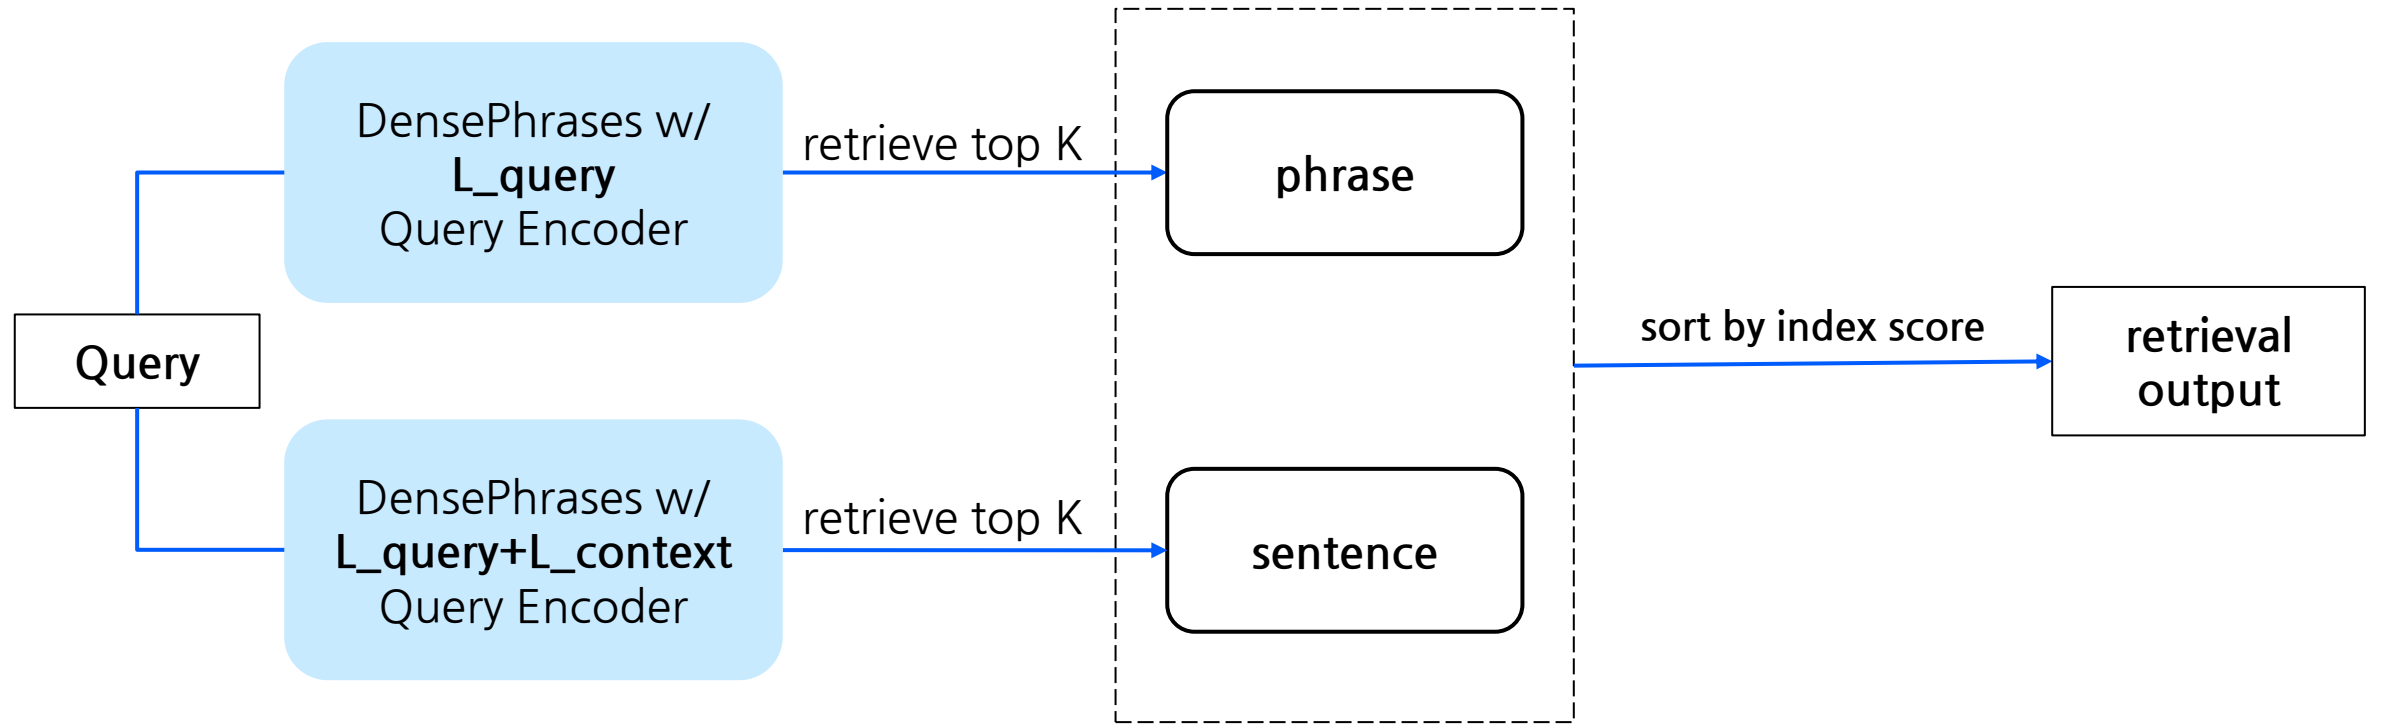 Query
DensePhrases w/
L_query
Query Encoder
retrieve top K
phrase
DensePhrases w/
L_query+L_context
Query Encoder
retrieve top K
sentence
sort by index score
retrieval
output